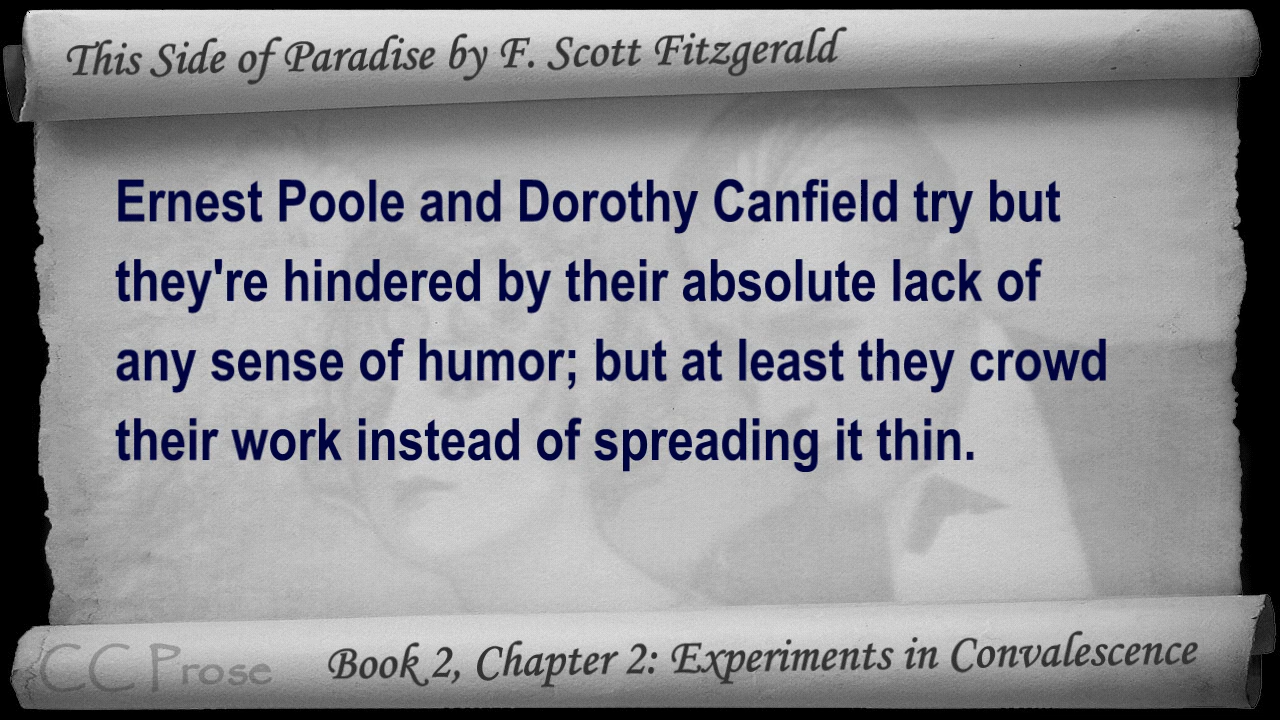 This Side of Paradise by F. Scott Fitzgerald
Ernest Poole and Dorothy Canfield try but
they're hindered by their absolute lack of
any sense of humor; but at least they crowd
their work instead of spreading it thin.
CC Prose
Book 2, Chapter 2: Experiments in Convalescence